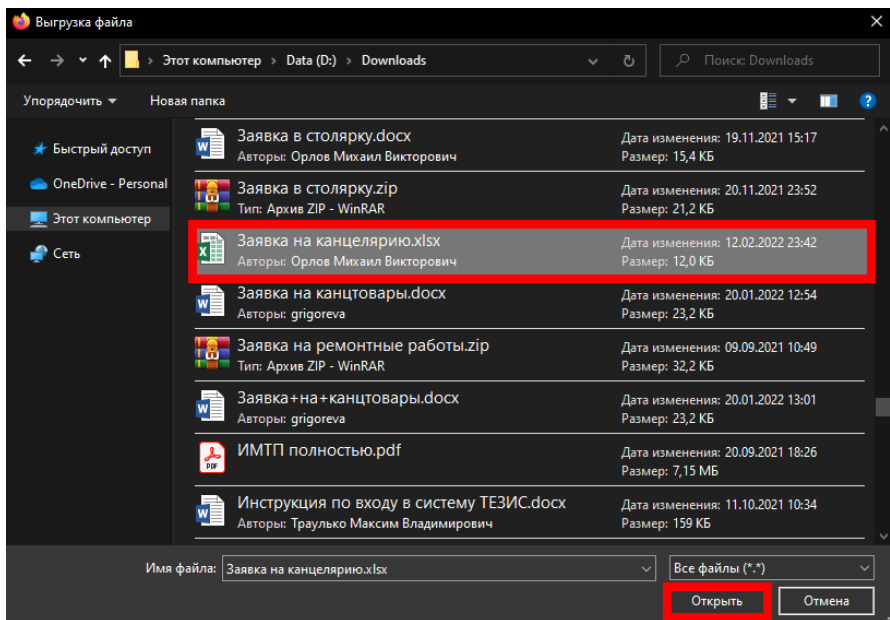 Выгрузка файла
Этот компьютер > Data (D:) > Downloads
Поиск: Downloads
Упорядочить
Новая папка
Быстрый доступ
OneDrive - Personal
Этот компьютер
Сеть
Заявка в столярку.docx
Авторы: Орлов Михаил Викторович
Дата изменения: 19.11.2021 15:17
Размер: 15,4 КБ
Заявка в столярку.zip
Тип: Архив ZIP - WinRAR
Дата изменения: 20.11.2021 23:52
Размер: 21,2 КБ
Заявка на канцелярию.xlsx
Авторы: Орлов Михаил Викторович
Дата изменения: 12.02.2022 23:42
Размер: 12,0 КБ
Заявка на канцтовары.docx
Авторы: grigoreva
Дата изменения: 20.01.2022 12:54
Размер: 23,2 КБ
Заявка на ремонтные работы.zip
Тип: Архив ZIP - WinRAR
Дата изменения: 09.09.2021 10:49
Размер: 32,2 КБ
Заявка+на+канцтовары.docx
Авторы: grigoreva
Дата изменения: 20.01.2022 13:01
Размер: 23,2 КБ
ИМТП полностью.pdf
Дата изменения: 20.09.2021 18:26
Размер: 7,15 МБ
Инструкция по входу в систему ТЕЗИС.docx
Авторы: Траулько Максим Владимирович
Дата изменения: 11.10.2021 10:34
Размер: 159 КБ
Имя файла: Заявка на канцелярию.xlsx
Все файлы (*.*)
Открыть
Отмена